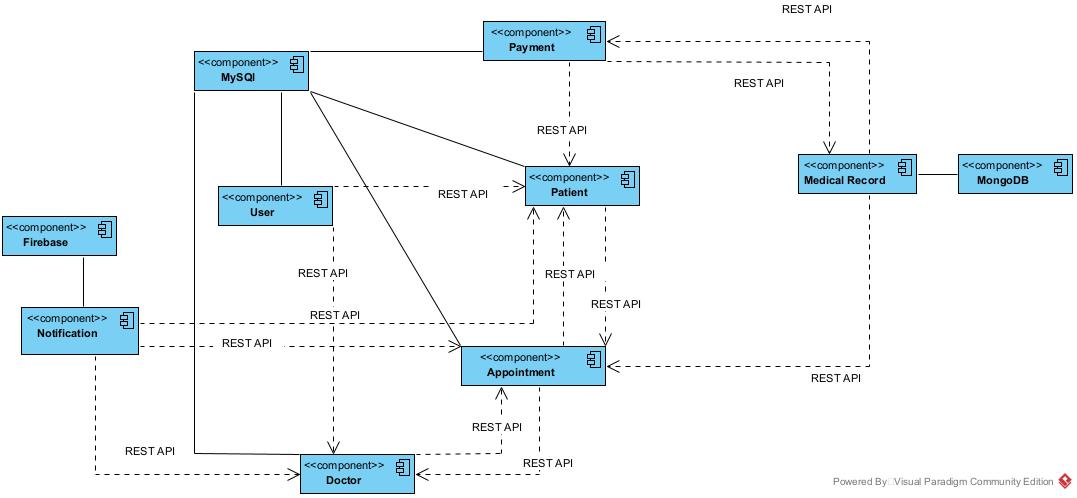 REST API
<<component>>
Payment
<<component>>
MySQl
REST API
REST API
<<component>>
Medical Record
<<component>>
MongoDB
<<component>>
Patient
<<component>>
User
REST API
<<component>>
Firebase
REST API
REST API
REST API
<<component>>
Notification
REST API
REST API
<<component>>
Appointment
REST API
REST API
REST API
REST API
<<component>>
Doctor
Powered By Visual Paradigm Community Edition